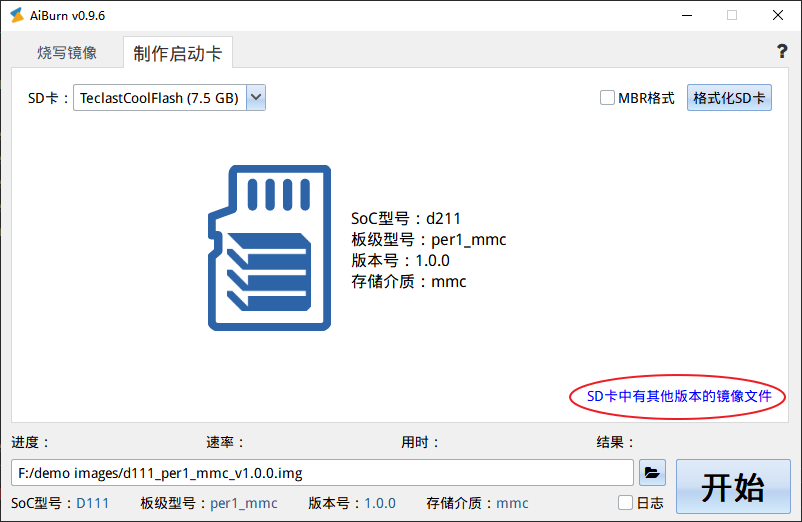 AiBurn v0.9.6
烧写镜像 制作启动卡 ?
SD卡：TeclastCoolFlash (7.5 GB) MBR格式 格式化SD卡
SoC型号：d211
板级型号：per1_mmc
版本号：1.0.0
存储介质：mmc
SD卡中有其他版本的镜像文件
进度： 速率： 用时： 结果：
F:/demo images/d111_per1_mmc_v1.0.0.img 开始
SoC型号：D111 板级型号：per1_mmc 版本号：1.0.0 存储介质：mmc 日志